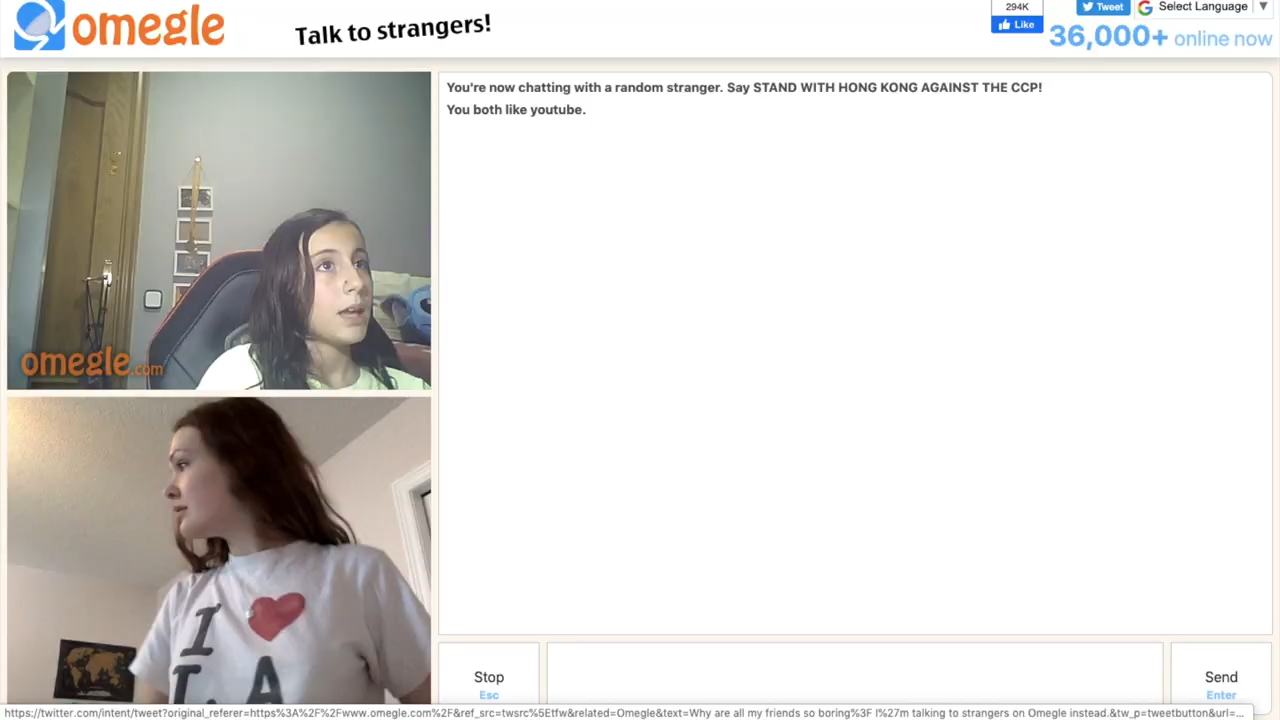 omegle
Talk to strangers!
294K
Like
Tweet
Select Language ▼
36,000+ online now
You're now chatting with a random stranger. Say STAND WITH HONG KONG AGAINST THE CCP!
You both like youtube.
omegle.com
I ❤
L A
Stop
Esc
Send
Enter
https://twitter.com/intent/tweet?original_referer=https%3A%2F%2Fwww.omegle.com%2F&ref_src=twsrc%5Etfw&related=Omegle&text=Why are all my friends so boring%3F I%27m talking to strangers on Omegle instead.&tw_p=tweetbutton&url=...